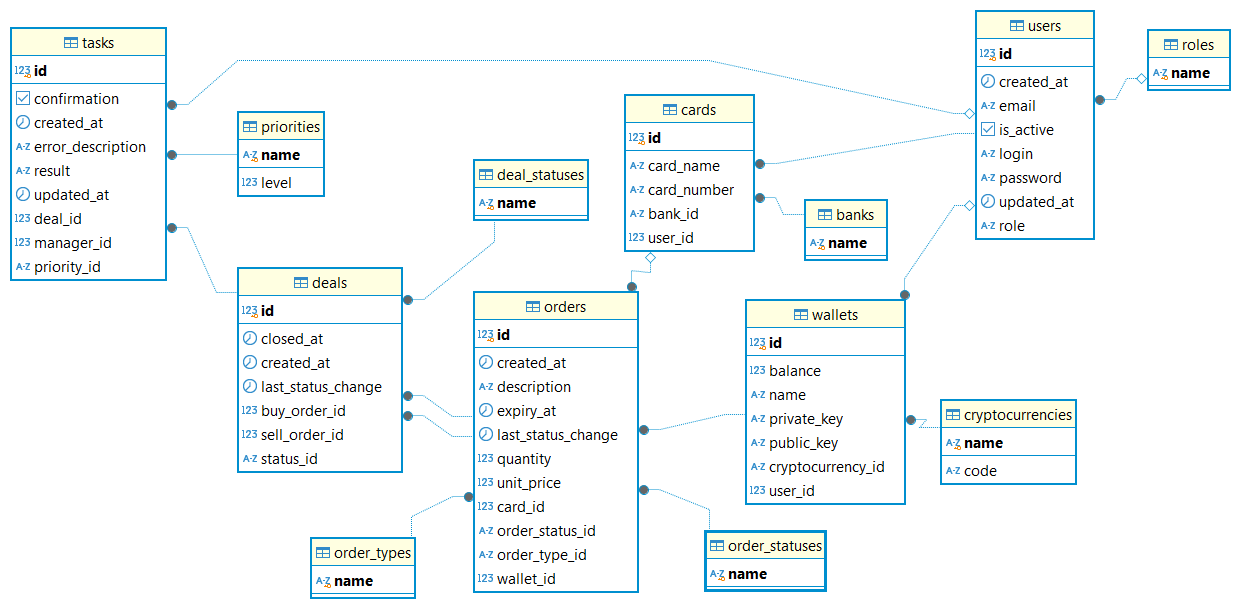 tasks
123 id
confirmation
created_at
A-Z error_description
A-Z result
updated_at
123 deal_id
123 manager_id
A-Z priority_id
priorities
A-Z name
123 level
deal_statuses
A-Z name
deals
123 id
closed_at
created_at
last_status_change
123 buy_order_id
123 sell_order_id
A-Z status_id
order_types
A-Z name
orders
123 id
created_at
A-Z description
expiry_at
last_status_change
123 quantity
123 unit_price
123 card_id
A-Z order_status_id
A-Z order_type_id
123 wallet_id
cards
123 id
A-Z card_name
A-Z card_number
A-Z bank_id
123 user_id
banks
A-Z name
order_statuses
A-Z name
wallets
123 id
123 balance
A-Z name
A-Z private_key
A-Z public_key
A-Z cryptocurrency_id
123 user_id
cryptocurrencies
A-Z name
A-Z code
users
123 id
created_at
A-Z email
is_active
A-Z login
A-Z password
updated_at
A-Z role
roles
A-Z name